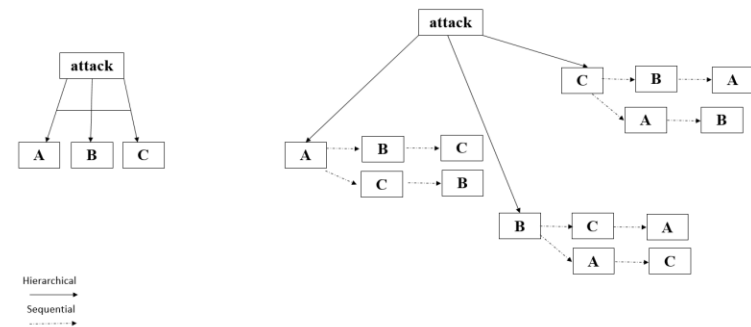 attack
A B C
attack
C B A
A B
A B C
C B
B C A
A C
Hierarchical
Sequential